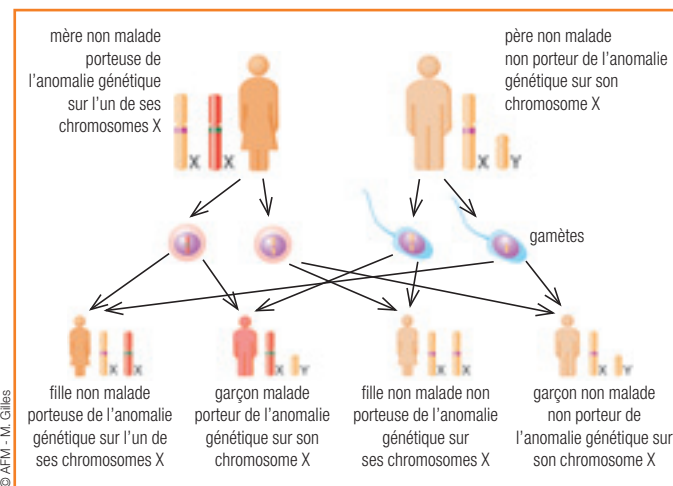 mère non malade
porteuse de
l’anomalie génétique
sur l’un de ses
chromosomes X
père non malade
non porteur de l’anomalie
génétique sur son
chromosome X
X
X
X
Y
gamètes
X
X
X
Y
X
X
X
Y
fille non malade
porteuse de l’anomalie
génétique sur l’un de
ses chromosomes X
garçon malade
porteur de l’anomalie
génétique sur son
chromosome X
fille non malade non
porteuse de l’anomalie
génétique sur
ses chromosomes X
garçon non malade
non porteur de
l’anomalie génétique sur
son chromosome X
© AFM - M. Gilles